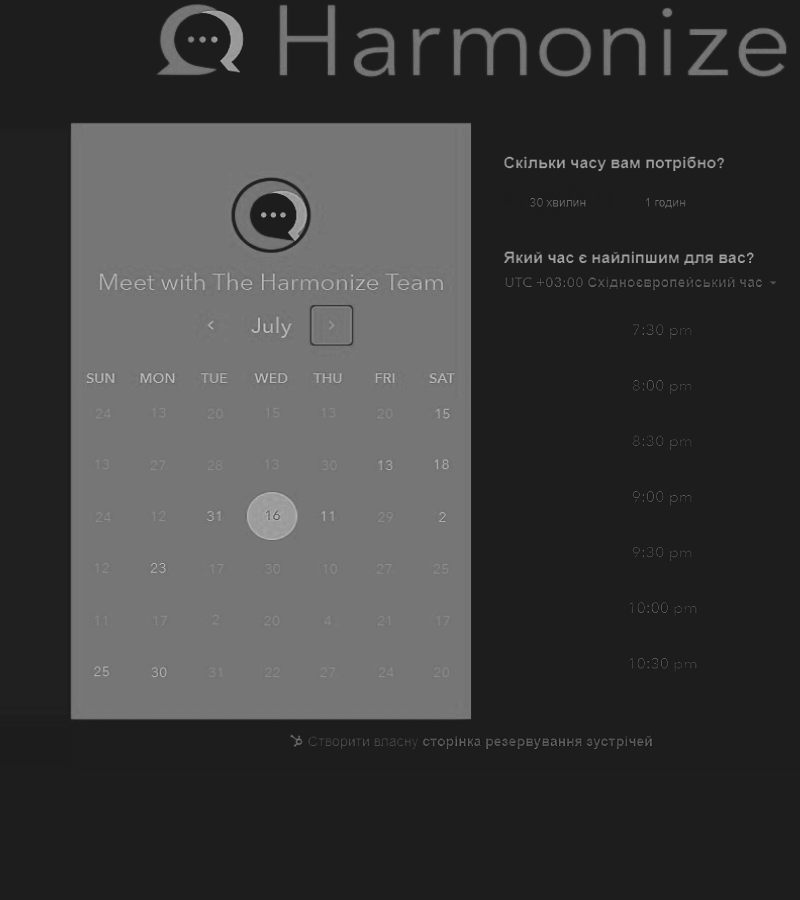 Harmonize
Meet with The Harmonize Team
July
SUN MON TUE WED THU FRI SAT
24 13 20 15 13 20 15
13 27 28 13 30 13 18
24 12 31 16 11 29 2
12 23 17 30 10 27 25
11 17 2 20 4 21 17
25 30 31 22 27 24 20
Скільки часу вам потрібно?
30 хвилин 1 годин
Який час є найліпшим для вас?
UTC +03:00 Східноєвропейський час
7:30 pm
8:00 pm
8:30 pm
9:00 pm
9:30 pm
10:00 pm
10:30 pm
Створити власну сторінка резервування зустрічей